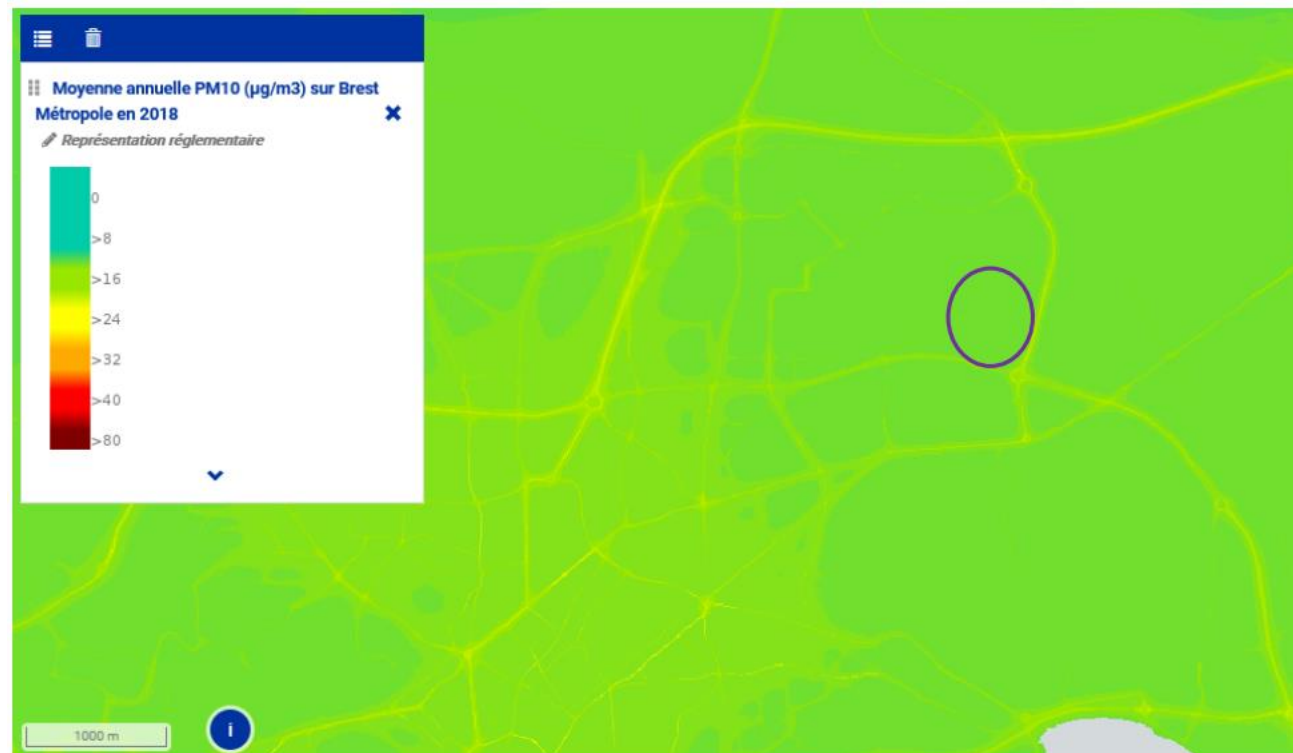 Moyenne annuelle PM10 (µg/m3) sur Brest
Métropole en 2018
Représentation réglementaire
0
>8
>16
>24
>32
>40
>80
1000 m
i